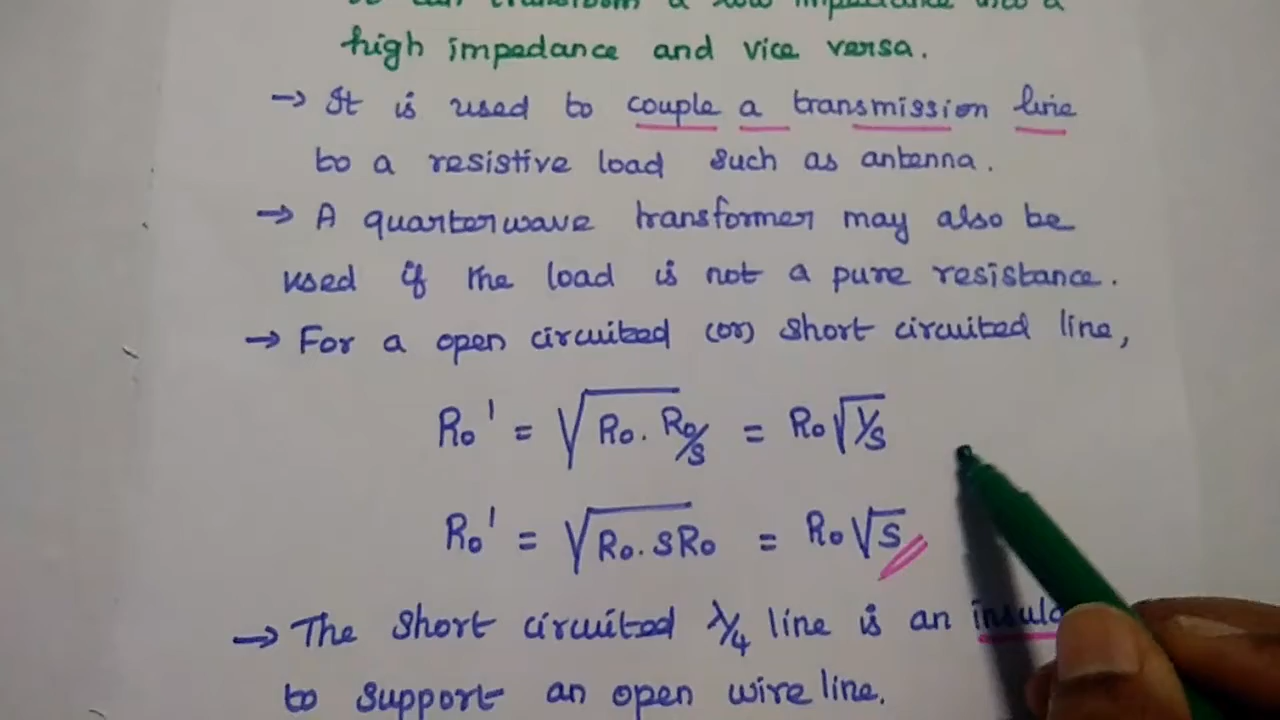 high impedance and vice versa.
→ It is used to couple a transmission line
to a resistive load such as antenna.
→ A quarterwave transformer may also be
used if the load is not a pure resistance.
→ For a open circuited (or) short circuited line,
R₀' = √(R₀ . R₀/S) = R₀√(1/S)
R₀' = √(R₀ . SR₀) = R₀√S
→ The short circuited λ/4 line is an
to support an open wire line.